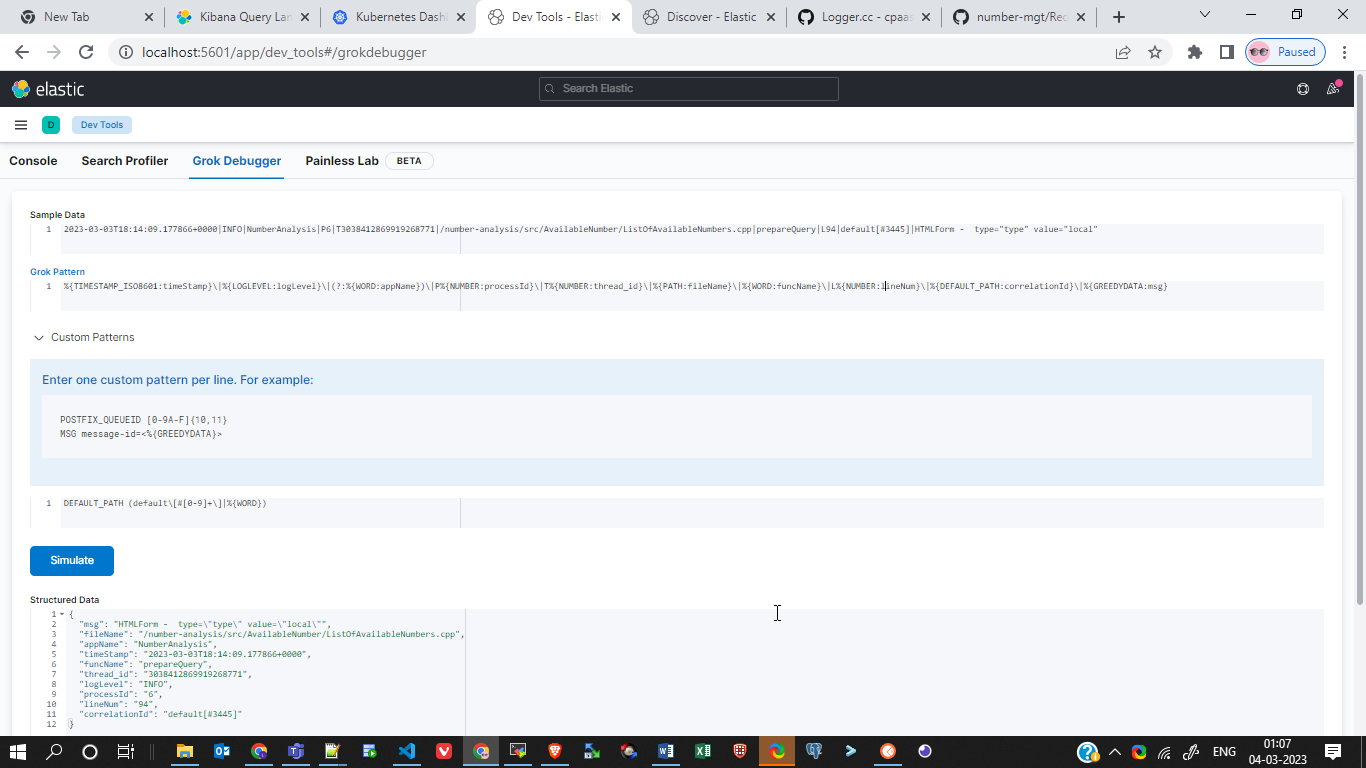 New Tab
Kibana Query Lan
Kubernetes Dashl
Dev Tools - Elasti
Discover - Elastic
Logger.cc - cpaas
number-mgt/Rec
localhost:5601/app/dev_tools#/grokdebugger
Paused
elastic
Search Elastic
D
Dev Tools
Console
Search Profiler
Grok Debugger
Painless Lab
BETA
Sample Data
1 2023-03-03T18:14:09.177866+0000|INFO|NumberAnalysis|P6|T3038412869919268771|/number-analysis/src/AvailableNumber/ListOfAvailableNumbers.cpp|prepareQuery|L94|default[#3445]|HTMLForm -  type="type" value="local"
Grok Pattern
1 %{TIMESTAMP_ISO8601:timeStamp}\|%{LOGLEVEL:logLevel}\|(?:%{WORD:appName})\|P%{NUMBER:processId}\|T%{NUMBER:thread_id}\|%{PATH:fileName}\|%{WORD:funcName}\|L%{NUMBER:lineNum}\|%{DEFAULT_PATH:correlationId}\|%{GREEDYDATA:msg}
Custom Patterns
Enter one custom pattern per line. For example:
POSTFIX_QUEUEID [0-9A-F]{10,11}
MSG message-id=<%{GREEDYDATA}>
1 DEFAULT_PATH (default\[#[0-9]+\]|%{WORD})
Simulate
Structured Data
1 {
2 "msg": "HTMLForm -  type=\"type\" value=\"local\"",
3 "fileName": "/number-analysis/src/AvailableNumber/ListOfAvailableNumbers.cpp",
4 "appName": "NumberAnalysis",
5 "timeStamp": "2023-03-03T18:14:09.177866+0000",
6 "funcName": "prepareQuery",
7 "thread_id": "3038412869919268771",
8 "logLevel": "INFO",
9 "processId": "6",
10 "lineNum": "94",
11 "correlationId": "default[#3445]"
12 }
ENG
01:07
04-03-2023